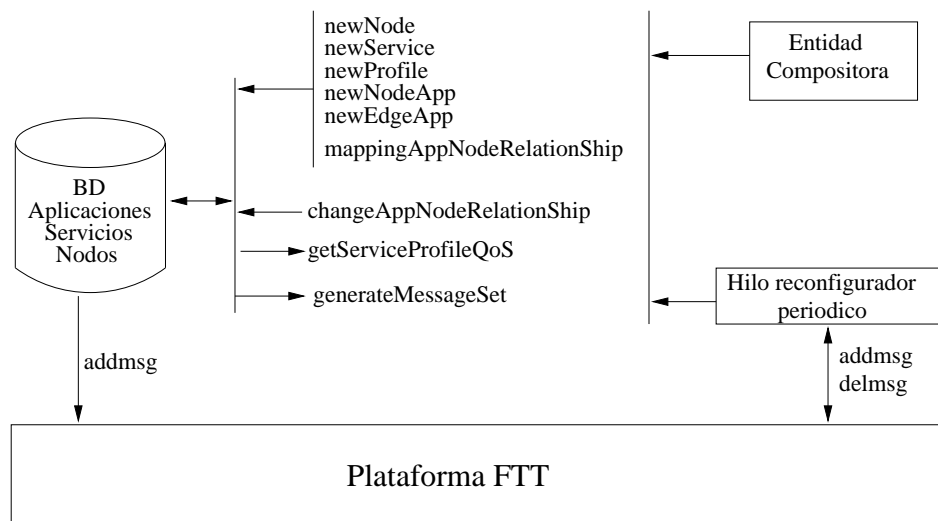 newNode
newService
newProfile
newNodeApp
newEdgeApp
mappingAppNodeRelationShip
Entidad
Compositora
BD
Aplicaciones
Servicios
Nodos
changeAppNodeRelationShip
getServiceProfileQoS
generateMessageSet
Hilo reconfigurador
periodico
addmsg
addmsg
delmsg
Plataforma FTT